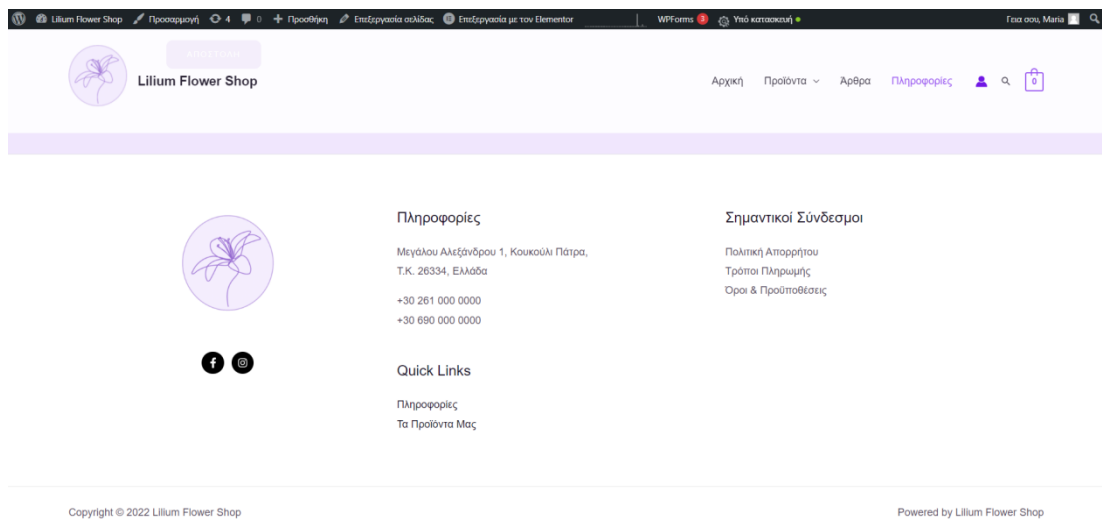 Lilium Flower Shop Προσαρμογή 4 0 Προσθήκη Επεξεργασία σελίδας Επεξεργασία με τον Elementor WPForms 3 Υπό κατασκευή Γεια σου, Maria
ΑΠΟΣΤΟΛΗ
Lilium Flower Shop
Αρχική Προϊόντα Άρθρα Πληροφορίες 0
Πληροφορίες
Μεγάλου Αλεξάνδρου 1, Κουκούλι Πάτρα,
Τ.Κ. 26334, Ελλάδα
+30 261 000 0000
+30 690 000 0000
Quick Links
Πληροφορίες
Τα Προϊόντα Μας
Σημαντικοί Σύνδεσμοι
Πολιτική Απορρήτου
Τρόποι Πληρωμής
Όροι & Προϋποθέσεις
Copyright © 2022 Lilium Flower Shop
Powered by Lilium Flower Shop